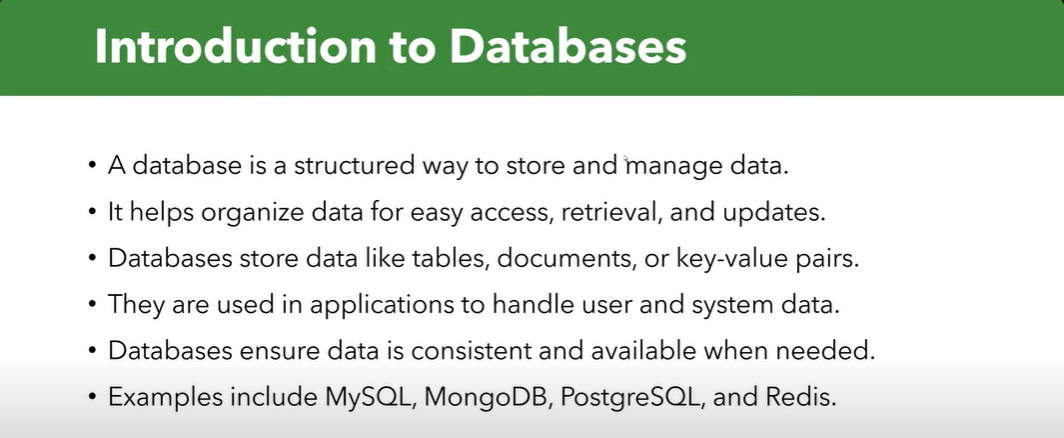 Introduction to Databases
• A database is a structured way to store and manage data.
• It helps organize data for easy access, retrieval, and updates.
• Databases store data like tables, documents, or key-value pairs.
• They are used in applications to handle user and system data.
• Databases ensure data is consistent and available when needed.
• Examples include MySQL, MongoDB, PostgreSQL, and Redis.